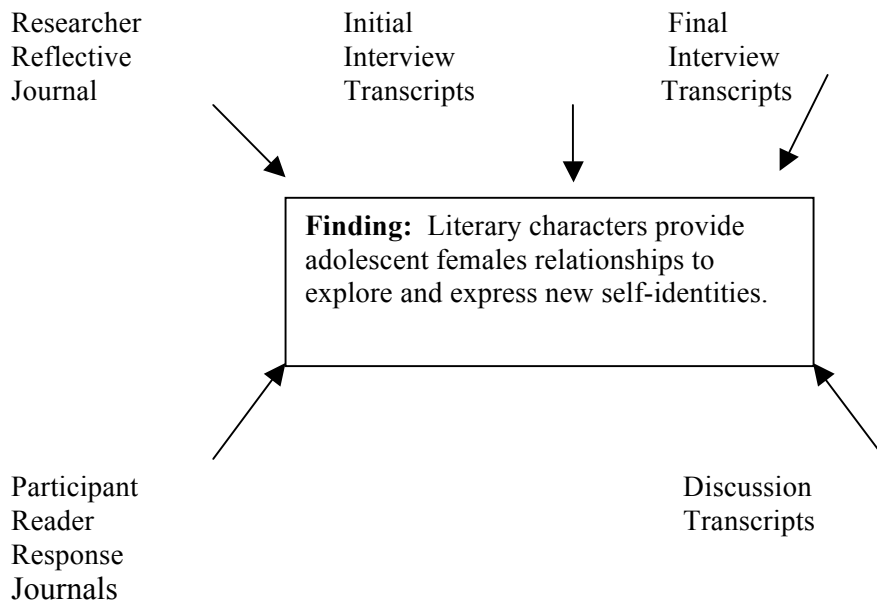 Researcher
Reflective
Journal
Initial
Interview
Transcripts
Final
Interview
Transcripts
Finding: Literary characters provide
adolescent females relationships to
explore and express new self-identities.
Participant
Reader
Response
Journals
Discussion
Transcripts